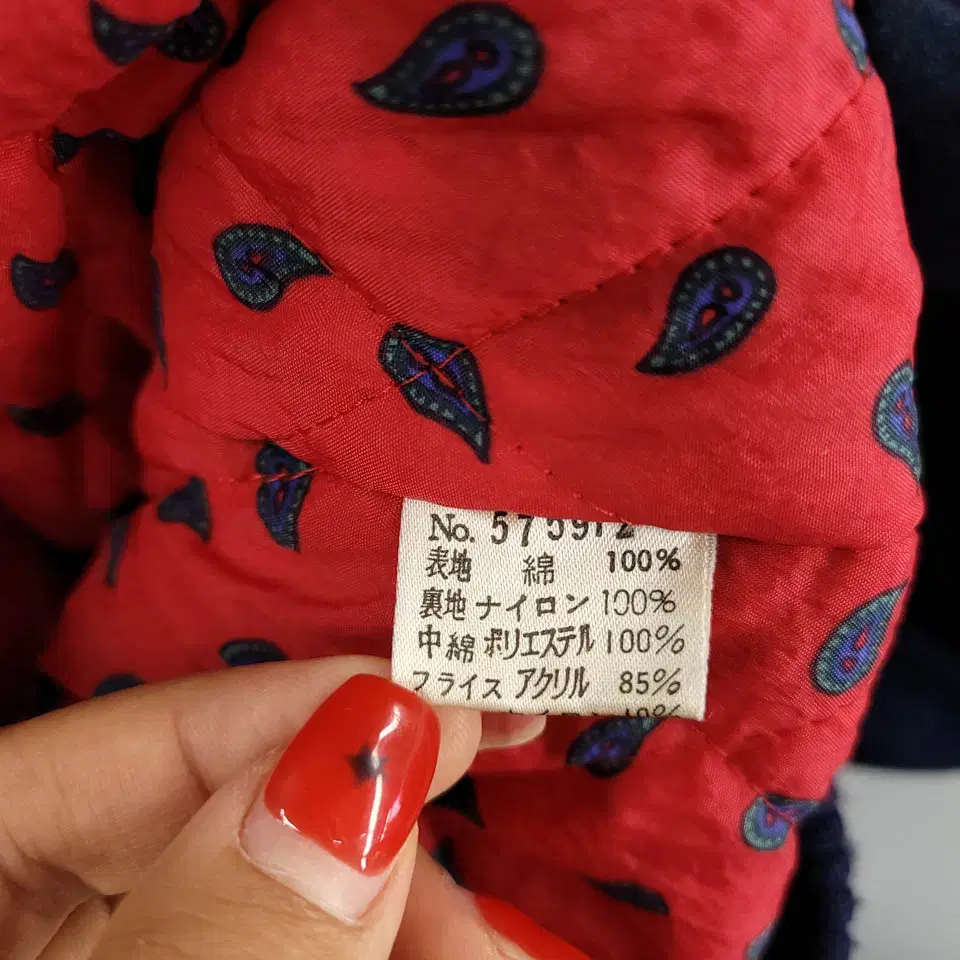 No. 575972
表地 綿 100%
裏地 ナイロン 100%
中綿 ポリエステル 100%
フライス アクリル 85%